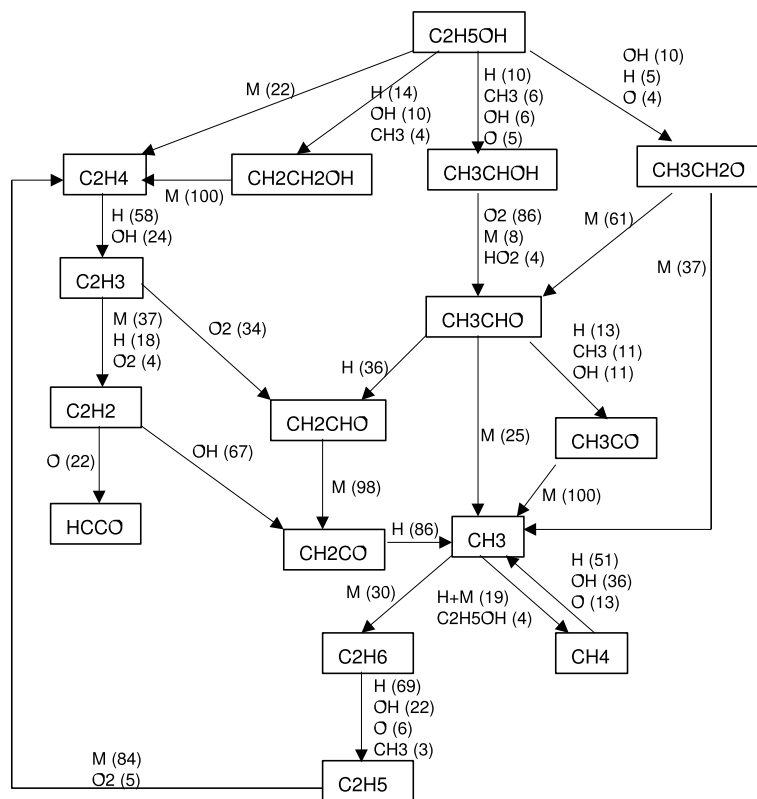 C2H5OH
M (22)
H (14)
OH (10)
CH3 (4)
H (10)
CH3 (6)
OH (6)
O (5)
OH (10)
H (5)
O (4)
C2H4
CH2CH2OH
CH3CHOH
CH3CH2O
M (100)
H (58)
OH (24)
O2 (86)
M (8)
HO2 (4)
M (61)
M (37)
C2H3
CH3CHO
M (37)
H (18)
O2 (4)
O2 (34)
H (36)
H (13)
CH3 (11)
OH (11)
C2H2
CH2CHO
CH3CO
M (25)
O (22)
OH (67)
M (98)
M (100)
HCCO
CH2CO
H (86)
CH3
M (30)
H+M (19)
C2H5OH (4)
H (51)
OH (36)
O (13)
C2H6
CH4
H (69)
OH (22)
O (6)
CH3 (3)
M (84)
O2 (5)
C2H5